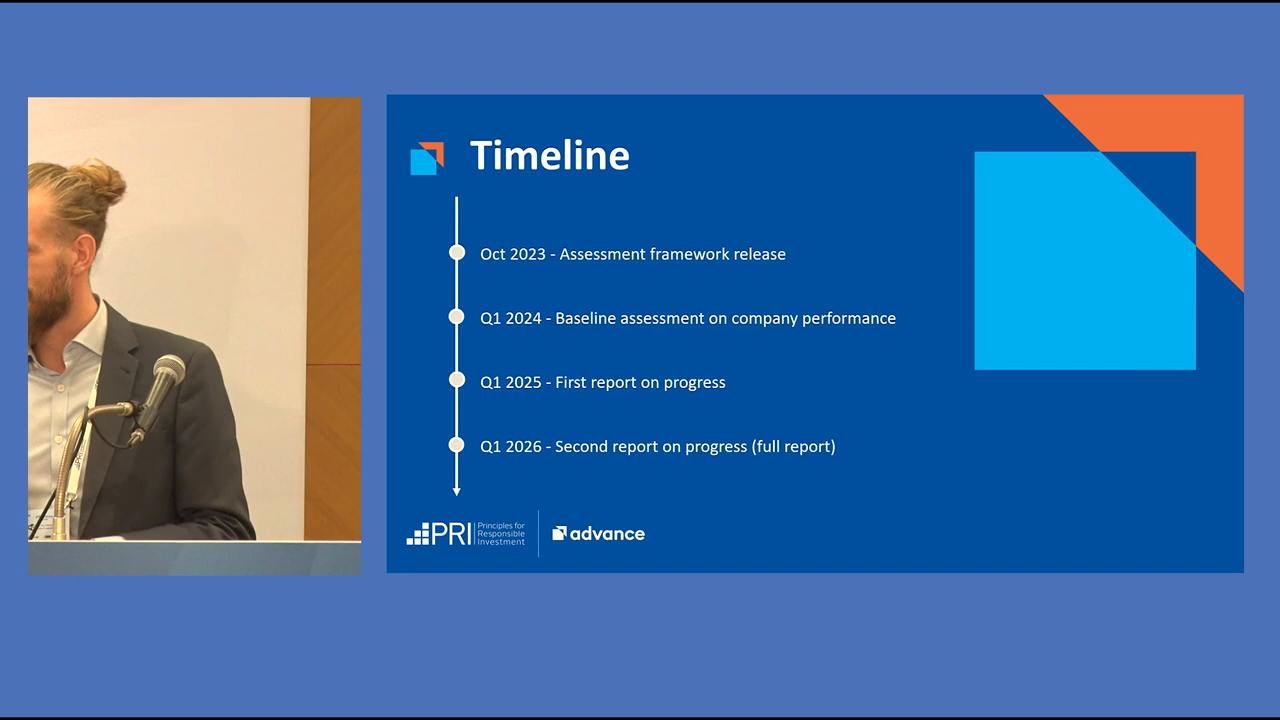 Timeline
Oct 2023 - Assessment framework release
Q1 2024 - Baseline assessment on company performance
Q1 2025 - First report on progress
Q1 2026 - Second report on progress (full report)
PRI
Principles for
Responsible
Investment
advance